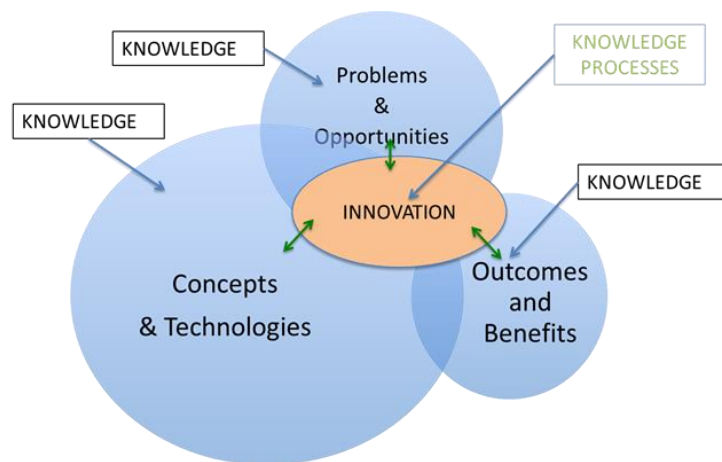 KNOWLEDGE
KNOWLEDGE
PROCESSES
Problems
&
Opportunities
KNOWLEDGE
KNOWLEDGE
INNOVATION
Concepts
& Technologies
Outcomes
and
Benefits